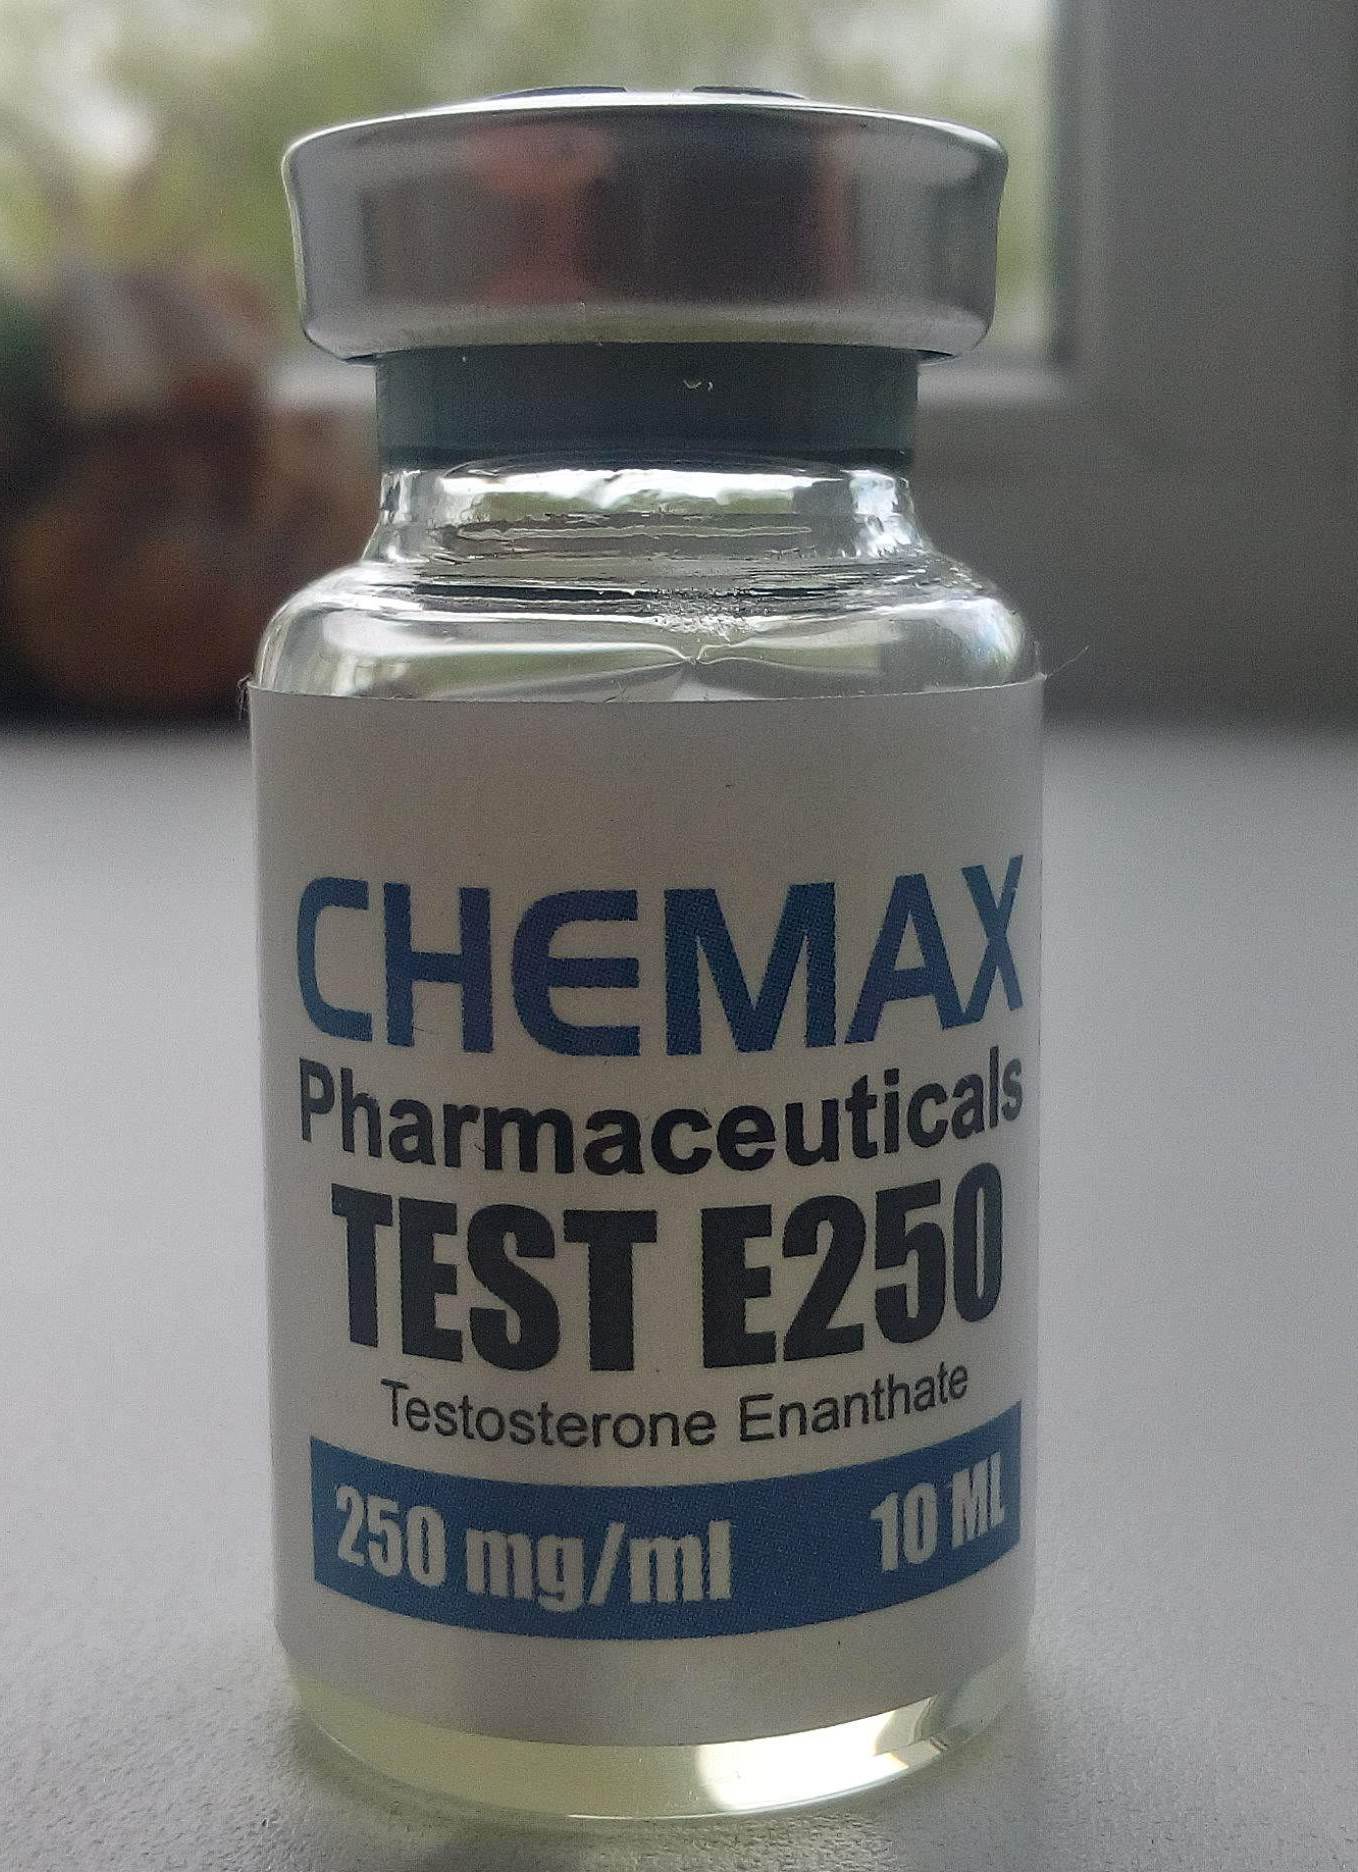 CHEMAX
Pharmaceuticals
TEST E250
Testosterone Enanthate
250 mg/ml 10 ML